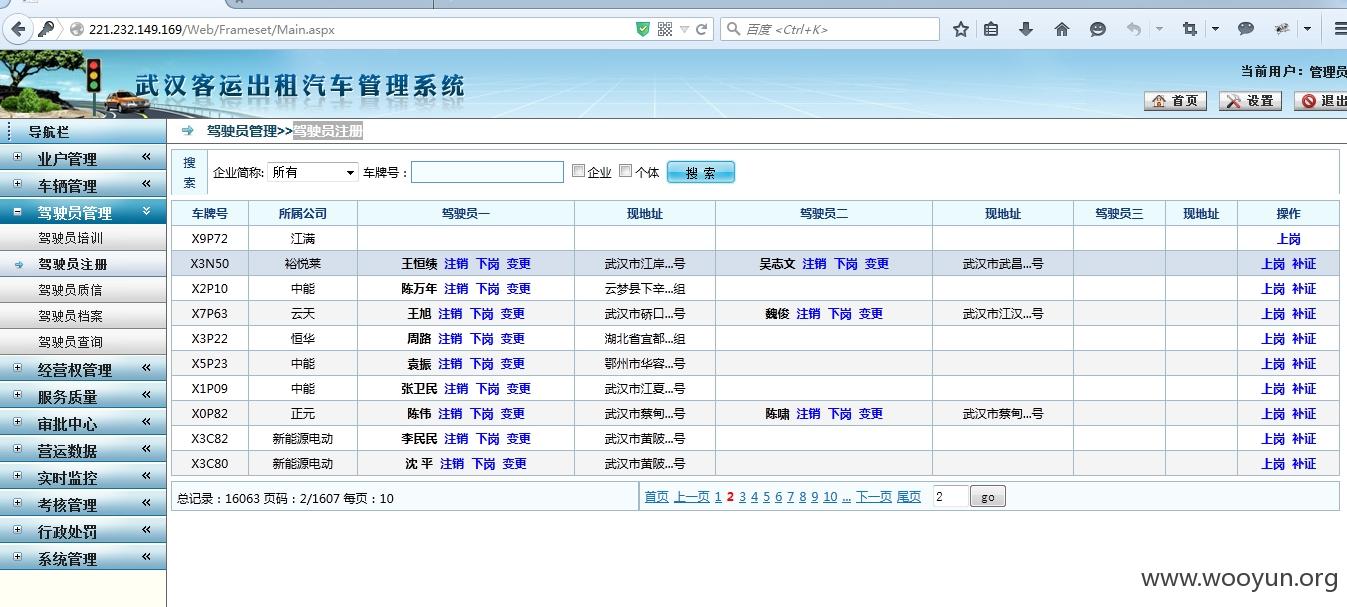 221.232.149.169/Web/Frameset/Main.aspx 百度 <Ctrl+K>
武汉客运出租汽车管理系统
当前用户：管理员
首页 设置 退出
导航栏
驾驶员管理>>驾驶员注册
业户管理
车辆管理
驾驶员管理
驾驶员培训
驾驶员注册
驾驶员质信
驾驶员档案
驾驶员查询
经营权管理
服务质量
审批中心
营运数据
实时监控
考核管理
行政处罚
系统管理
搜索 企业简称: 所有 车牌号： 企业 个体 搜 索
车牌号 所属公司 驾驶员一 现地址 驾驶员二 现地址 驾驶员三 现地址 操作
X9P72 江满 上岗
X3N50 裕悦莱 王恒续 注销 下岗 变更 武汉市江岸...号 吴志文 注销 下岗 变更 武汉市武昌...号 上岗 补证
X2P10 中能 陈万年 注销 下岗 变更 云梦县下辛...组 上岗 补证
X7P63 云天 王旭 注销 下岗 变更 武汉市硚口...号 魏俊 注销 下岗 变更 武汉市江汉...号 上岗 补证
X3P22 恒华 周路 注销 下岗 变更 湖北省宜都...组 上岗 补证
X5P23 中能 袁振 注销 下岗 变更 鄂州市华容...号 上岗 补证
X1P09 中能 张卫民 注销 下岗 变更 武汉市江夏...号 上岗 补证
X0P82 正元 陈伟 注销 下岗 变更 武汉市蔡甸...号 陈啸 注销 下岗 变更 武汉市蔡甸...号 上岗 补证
X3C82 新能源电动 李民民 注销 下岗 变更 武汉市黄陂...号 上岗 补证
X3C80 新能源电动 沈 平 注销 下岗 变更 武汉市黄陂...号 上岗 补证
总记录：16063 页码：2/1607 每页：10 首页 上一页 1 2 3 4 5 6 7 8 9 10 ... 下一页 尾页 2 go
www.wooyun.org